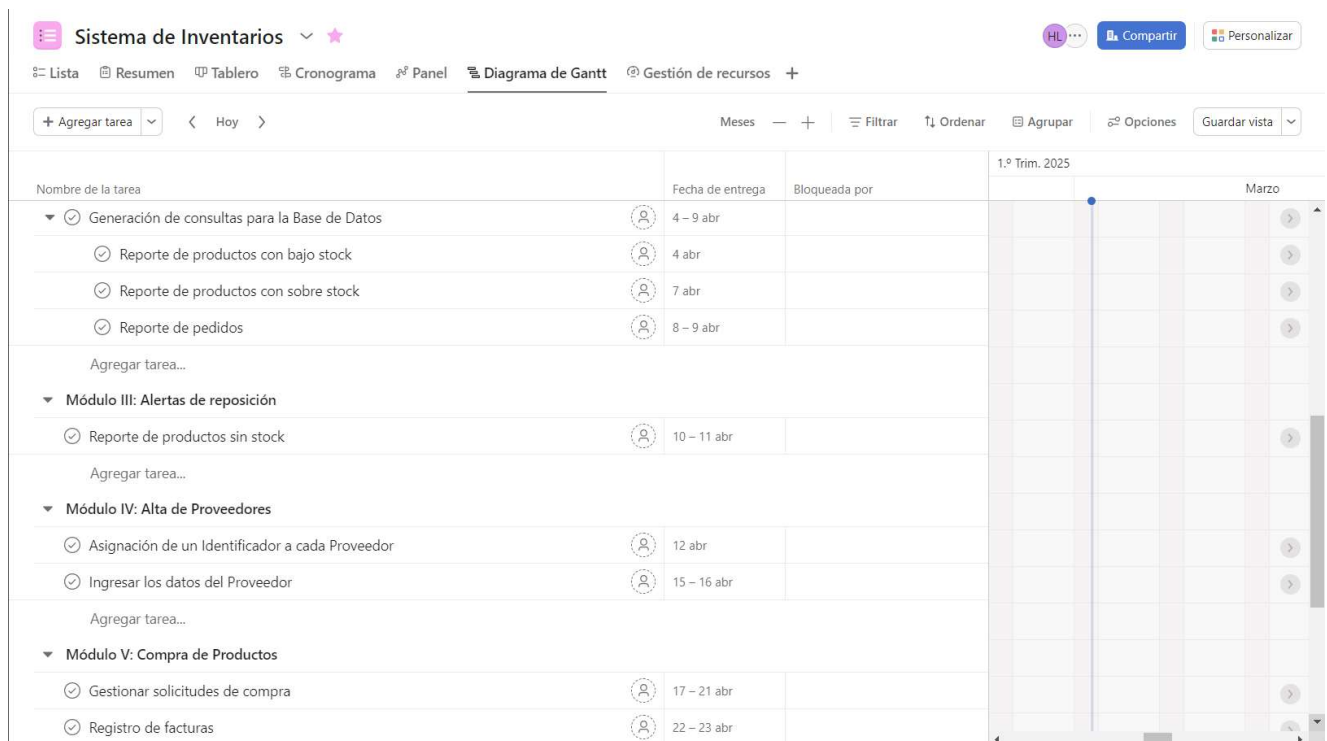 Sistema de Inventarios
HL
Compartir
Personalizar
Lista Resumen Tablero Cronograma Panel Diagrama de Gantt Gestión de recursos +
+ Agregar tarea Hoy Meses — + Filtrar Ordenar Agrupar Opciones Guardar vista
1.º Trim. 2025
Nombre de la tarea Fecha de entrega Bloqueada por Marzo
Generación de consultas para la Base de Datos 4 – 9 abr
Reporte de productos con bajo stock 4 abr
Reporte de productos con sobre stock 7 abr
Reporte de pedidos 8 – 9 abr
Agregar tarea...
Módulo III: Alertas de reposición
Reporte de productos sin stock 10 – 11 abr
Agregar tarea...
Módulo IV: Alta de Proveedores
Asignación de un Identificador a cada Proveedor 12 abr
Ingresar los datos del Proveedor 15 – 16 abr
Agregar tarea...
Módulo V: Compra de Productos
Gestionar solicitudes de compra 17 – 21 abr
Registro de facturas 22 – 23 abr